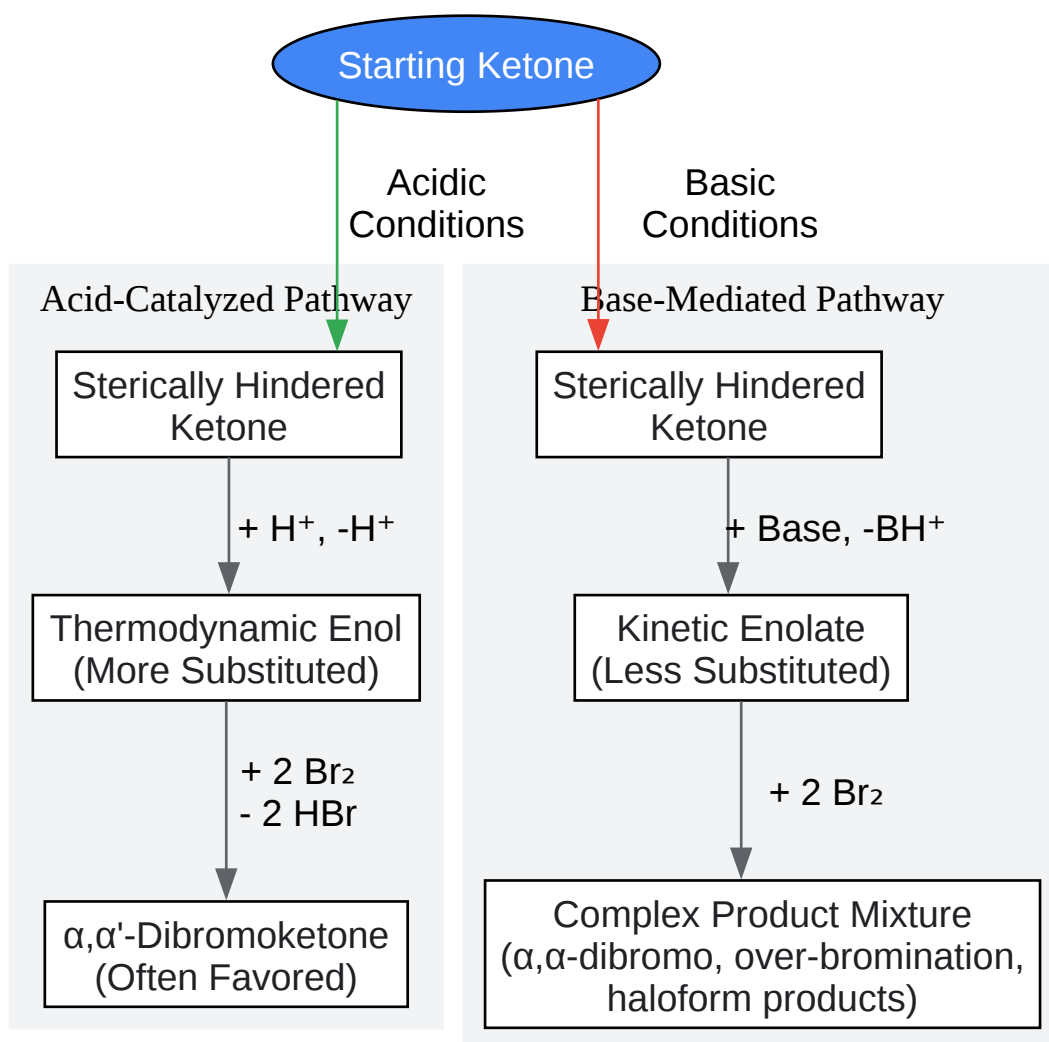 Starting Ketone
Acidic
Conditions
Basic
Conditions
Acid-Catalyzed Pathway
Sterically Hindered
Ketone
+ H⁺, -H⁺
Thermodynamic Enol
(More Substituted)
+ 2 Br₂
- 2 HBr
α,α'-Dibromoketone
(Often Favored)
Base-Mediated Pathway
Sterically Hindered
Ketone
+ Base, -BH⁺
Kinetic Enolate
(Less Substituted)
+ 2 Br₂
Complex Product Mixture
(α,α-dibromo, over-bromination,
haloform products)